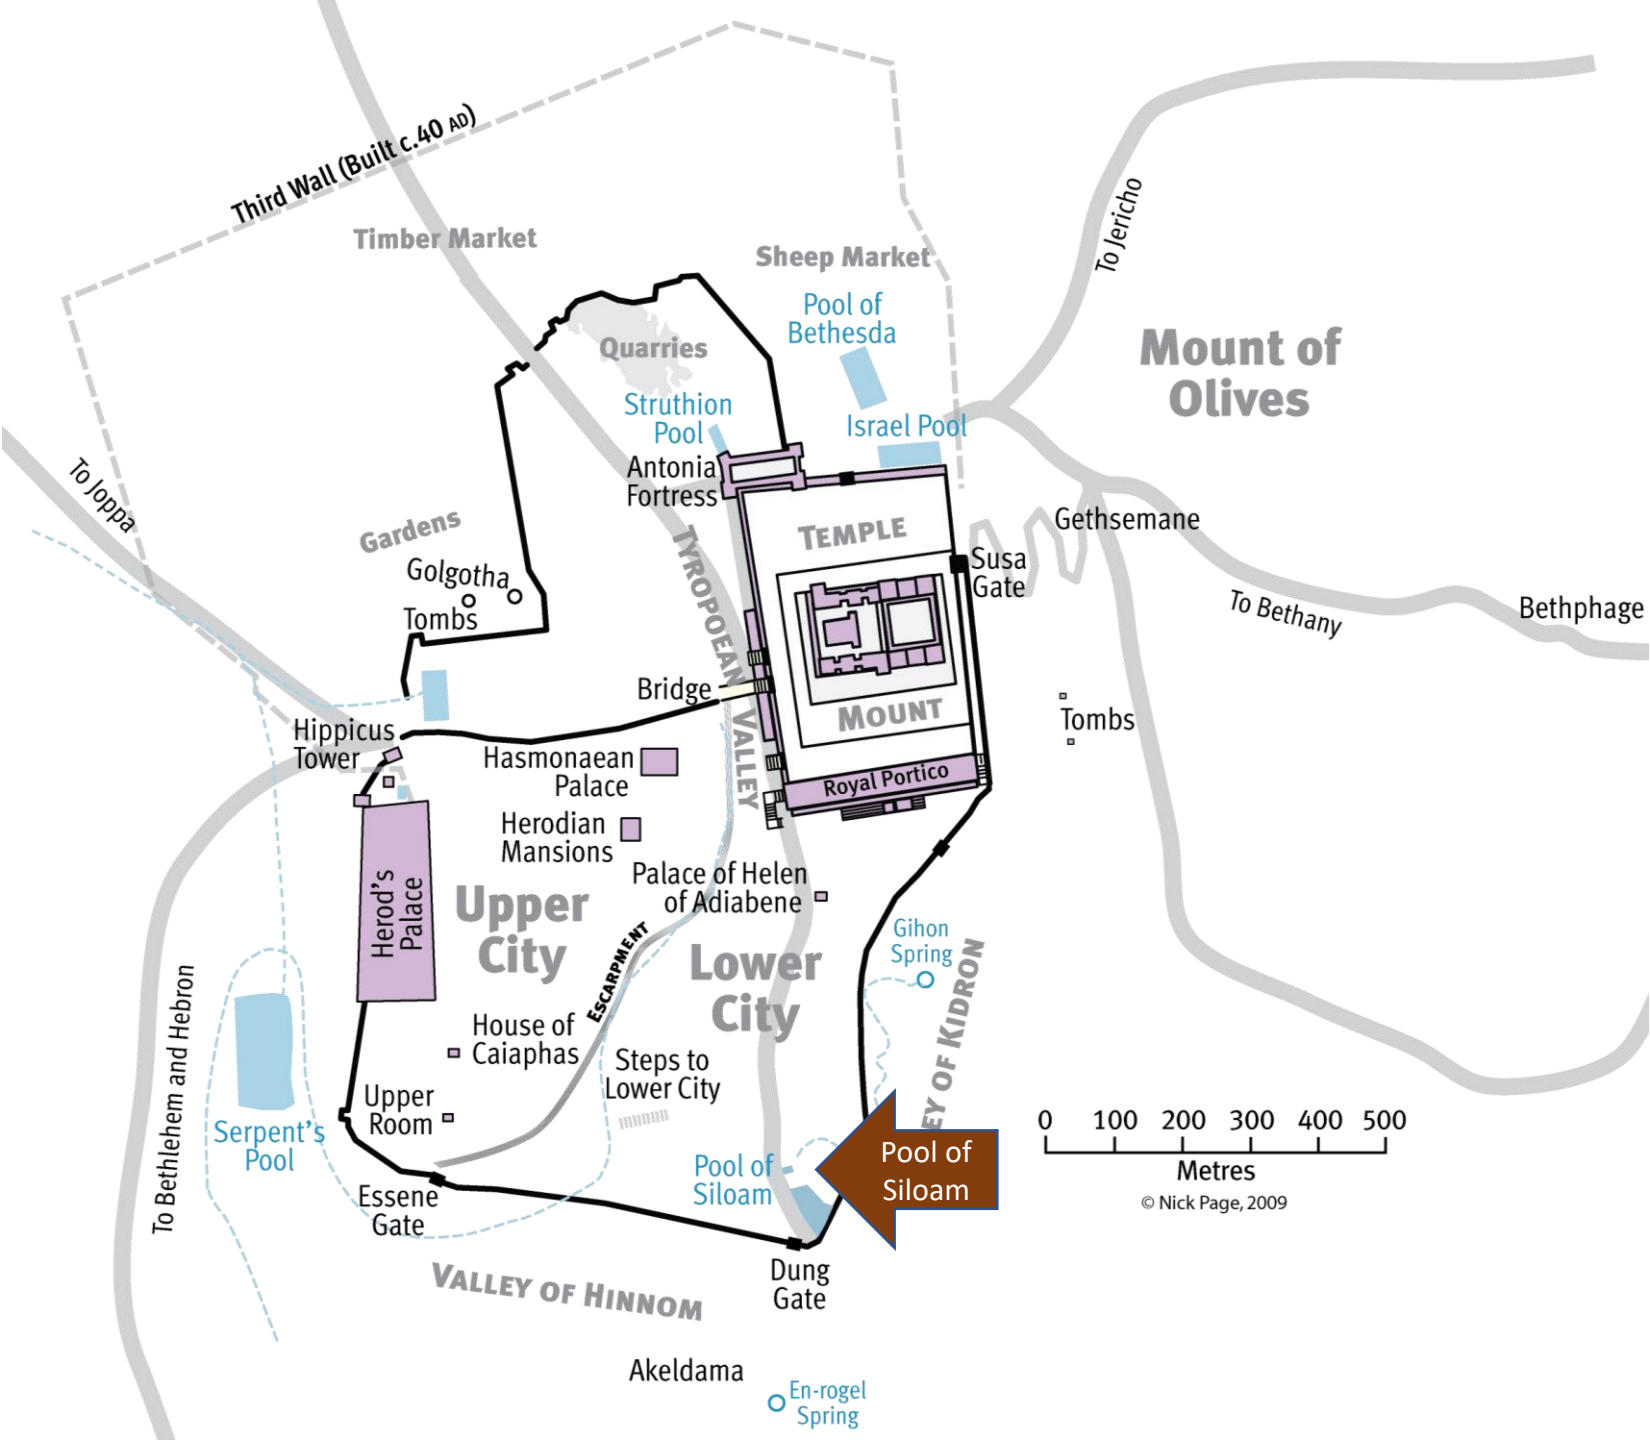 Third Wall (Built c.40 AD)
Timber Market
Sheep Market
Pool of
Bethesda
To Jericho
Quarries
Mount of
Olives
Struthion
Pool
Israel Pool
Antonia
Fortress
To Joppa
Gardens
TEMPLE
Gethsemane
Golgotha
Tombs
Susa
Gate
TYROPOEAN VALLEY
To Bethany
Bethphage
Bridge
MOUNT
Tombs
Hippicus
Tower
Hasmonaean
Palace
Royal Portico
Herodian
Mansions
Palace of Helen
of Adiabene
Herod's
Palace
Upper
City
ESCARPMENT
Lower
City
Gihon
Spring
EY OF KIDRON
To Bethlehem and Hebron
House of
Caiaphas
Steps to
Lower City
Upper
Room
Serpent's
Pool
Pool of
Siloam
Pool of
Siloam
0 100 200 300 400 500
Metres
© Nick Page, 2009
Essene
Gate
Dung
Gate
VALLEY OF HINNOM
Akeldama
En-rogel
Spring